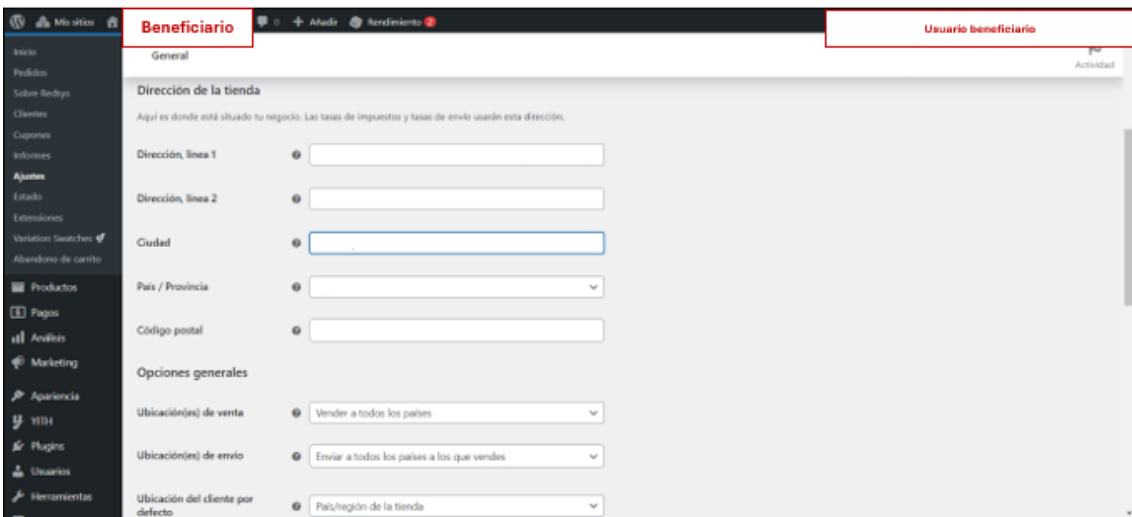 Mis sitios
Beneficiario
0
Añadir
Rendimiento 2
Usuario beneficiario
Inicio
Pedidos
Sobre Redsys
Clientes
Cupones
Informes
Ajustes
Estado
Extensiones
Variation Swatches
Abandono de carrito
Productos
Pagos
Análisis
Marketing
Apariencia
YITH
Plugins
Usuarios
Herramientas
General
Actividad
Dirección de la tienda
Aquí es donde está situado tu negocio. Las tasas de impuestos y tasas de envío usarán esta dirección.
Dirección, línea 1
Dirección, línea 2
Ciudad
País / Provincia
Código postal
Opciones generales
Ubicación(es) de venta
Vender a todos los países
Ubicación(es) de envío
Enviar a todos los países a los que vendes
Ubicación del cliente por
defecto
País/región de la tienda